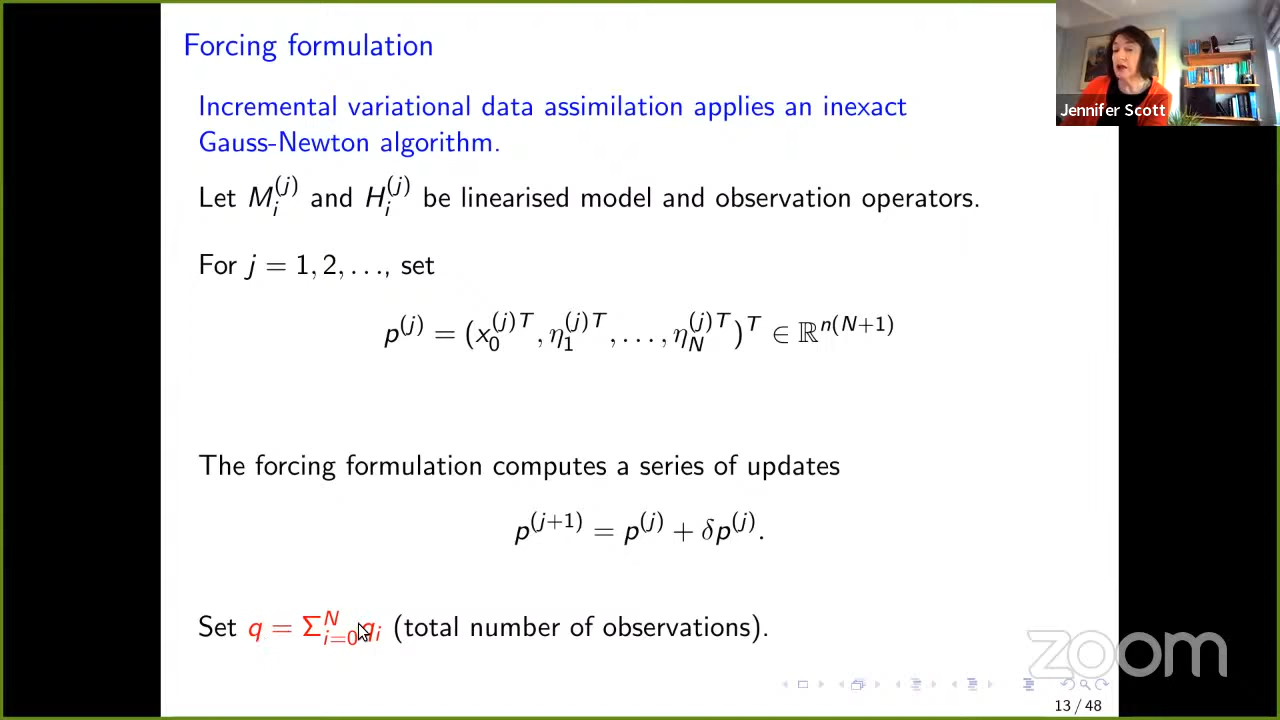 Forcing formulation
Incremental variational data assimilation applies an inexact
Gauss-Newton algorithm.
Let M_i^{(j)} and H_i^{(j)} be linearised model and observation operators.
For j = 1, 2, . . . , set
p^{(j)} = (x_0^{(j)T}, η_1^{(j)T}, . . . , η_N^{(j)T})^T ∈ ℝ^{n(N+1)}
The forcing formulation computes a series of updates
p^{(j+1)} = p^{(j)} + δp^{(j)}.
Set q = Σ_{i=0}^N q_i (total number of observations).
13 / 48
Jennifer Scott
zoom